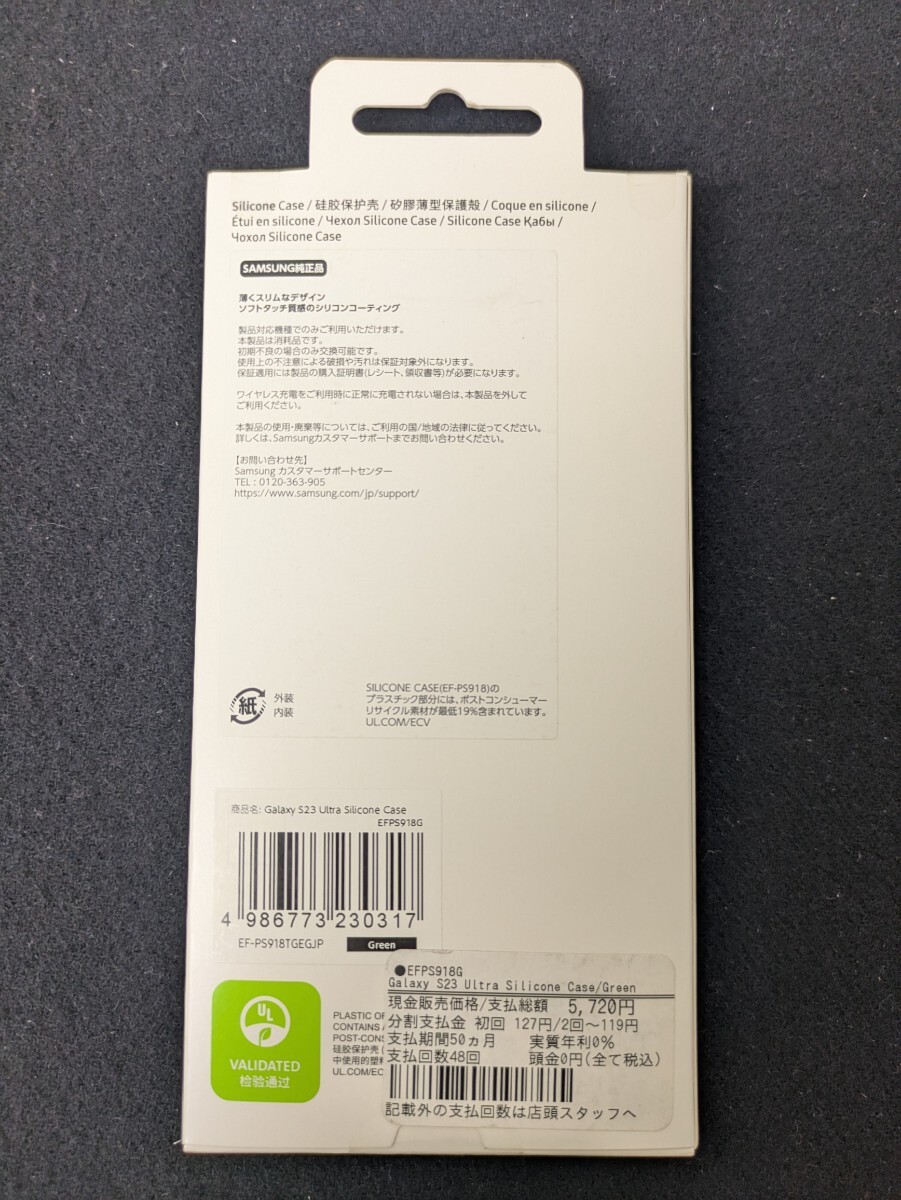 Silicone Case / 硅胶保护壳 / 矽膠薄型保護殼 / Coque en silicone /
Étui en silicone / Чехол Silicone Case / Silicone Case Қабы /
Чохол Silicone Case
SAMSUNG純正品
薄くスリムなデザイン
ソフトタッチ質感のシリコンコーティング
製品対応機種でのみご利用いただけます。
本製品は消耗品です。
初期不良の場合のみ交換可能です。
使用上の不注意による破損や汚れは保証対象外になります。
保証適用には製品の購入証明書(レシート、領収書等)が必要になります。
ワイヤレス充電をご利用時に正常に充電されない場合は、本製品を外して
ご利用ください。
本製品の使用・廃棄等については、ご利用の国/地域の法律に従ってください。
詳しくは、Samsungカスタマーサポートまでお問い合わせください。
【お問い合わせ先】
Samsung カスタマーサポートセンター
TEL : 0120-363-905
https://www.samsung.com/jp/support/
紙
外装
内装
SILICONE CASE(EF-PS918)の
プラスチック部分には、ポストコンシューマー
リサイクル素材が最低19%含まれています。
UL.COM/ECV
商品名: Galaxy S23 Ultra Silicone Case
EFPS918G
4 986773 230317
EF-PS918TGEGJP Green
UL
VALIDATED
检验通过
PLASTIC OF
CONTAINS
POST-CONS
硅胶保护壳 (
中使用的塑料
UL.COM/EC
●EFPS918G
Galaxy S23 Ultra Silicone Case/Green
現金販売価格/支払総額 5,720円
分割支払金 初回 127円/2回～119円
支払期間50ヵ月 実質年利0%
支払回数48回 頭金0円(全て税込)
記載外の支払回数は店頭スタッフへ